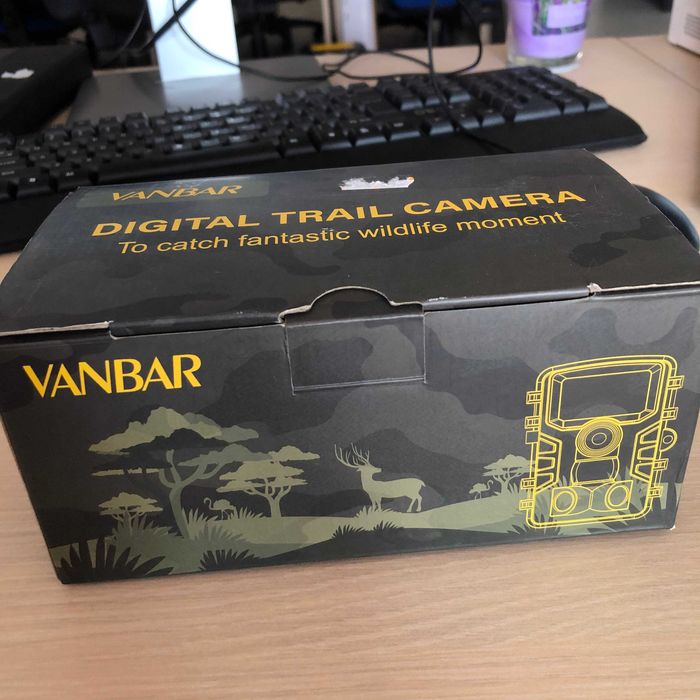 VANBAR
DIGITAL TRAIL CAMERA
To catch fantastic wildlife moment
VANBAR